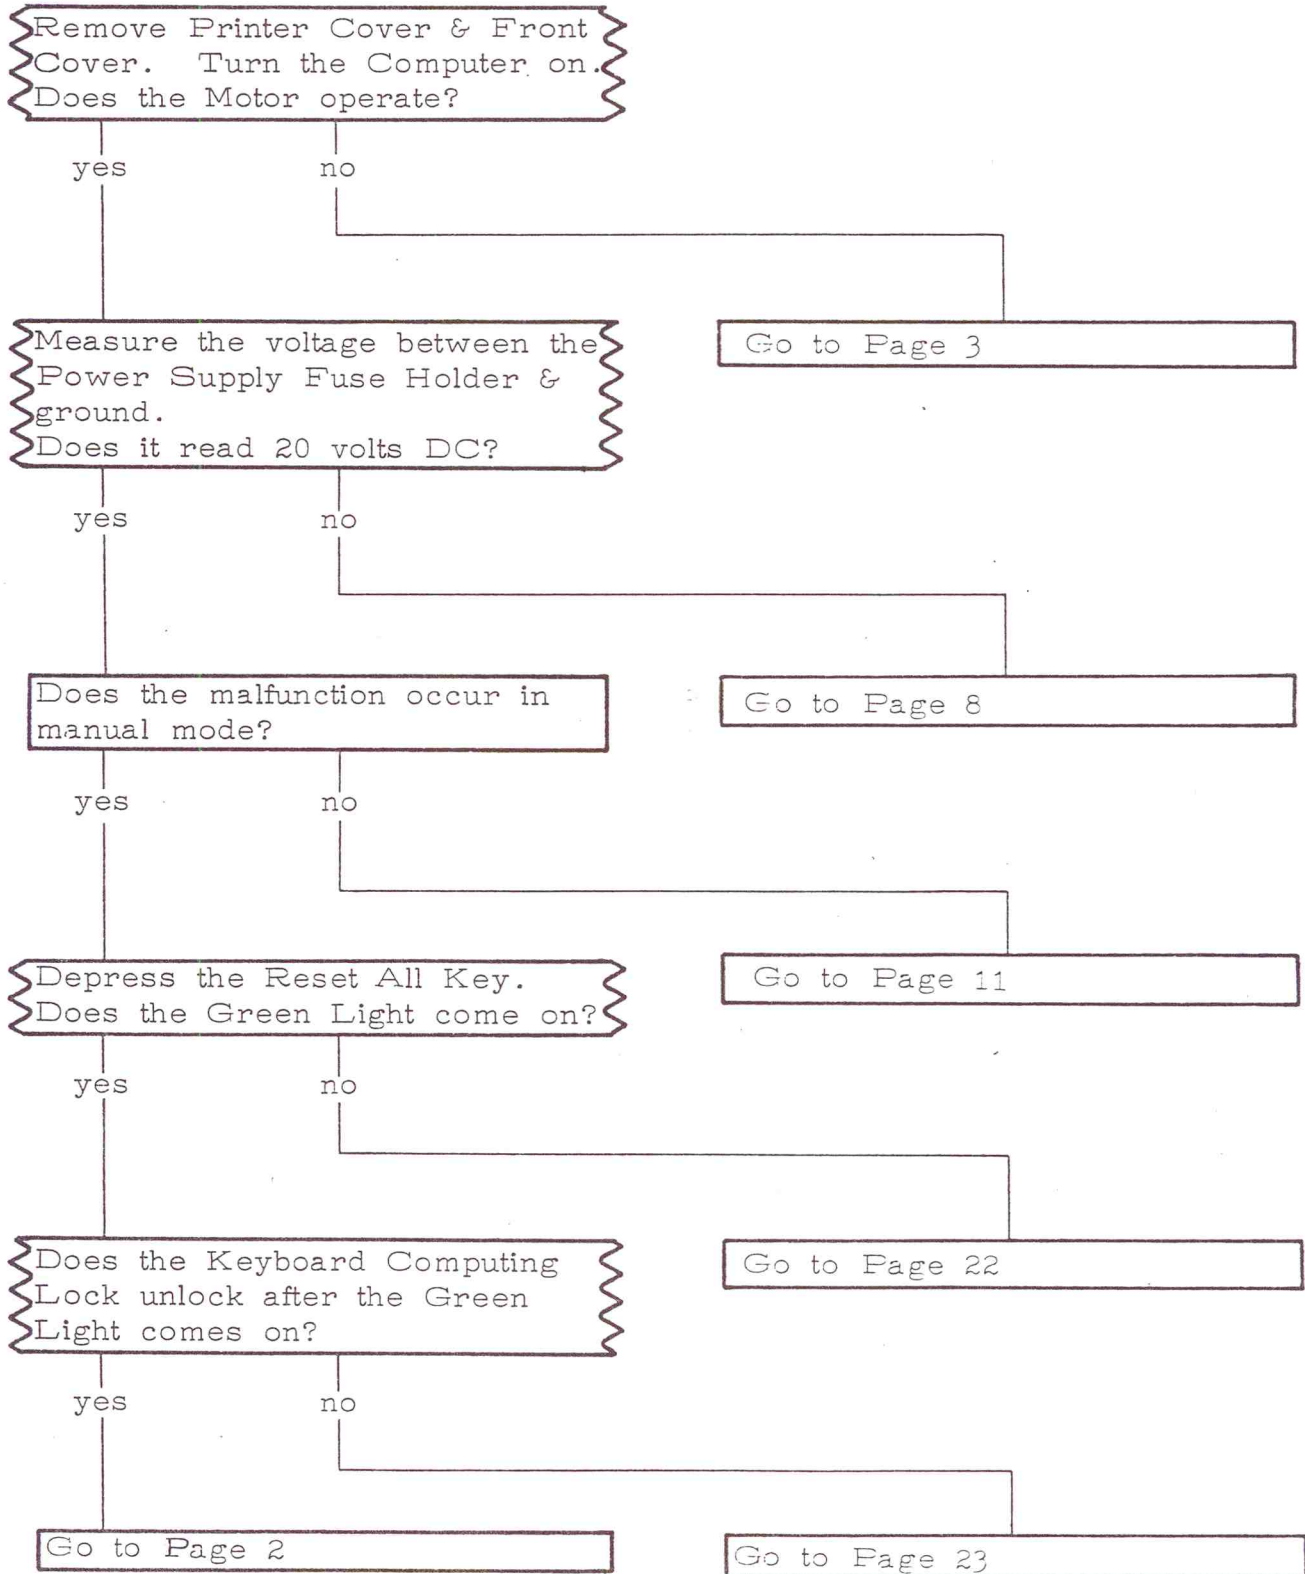 Remove Printer Cover & Front
Cover. Turn the Computer on.
Does the Motor operate?
yes
no
Measure the voltage between the
Power Supply Fuse Holder &
ground.
Does it read 20 volts DC?
Go to Page 3
yes
no
Does the malfunction occur in
manual mode?
Go to Page 8
yes
no
Depress the Reset All Key.
Does the Green Light come on?
Go to Page 11
yes
no
Does the Keyboard Computing
Lock unlock after the Green
Light comes on?
Go to Page 22
yes
no
Go to Page 2
Go to Page 23